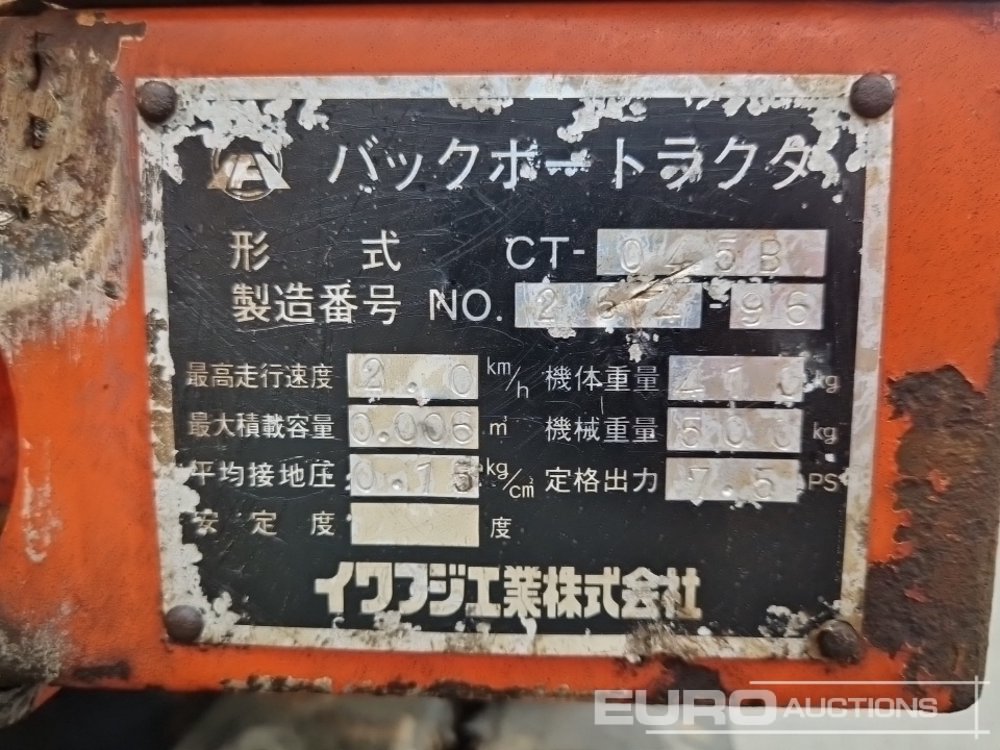 バックホートラクタ
形 式 CT-045B
製造番号 NO. 264-96
最高走行速度 2.0 km/h 機体重量 kg
最大積載容量 0.006 ㎥ 機械重量 500 kg
平均接地圧 0.15 kg/cm² 定格出力 7.5 PS
安 定 度 度
イワフジ工業株式会社
EURO AUCTIONS